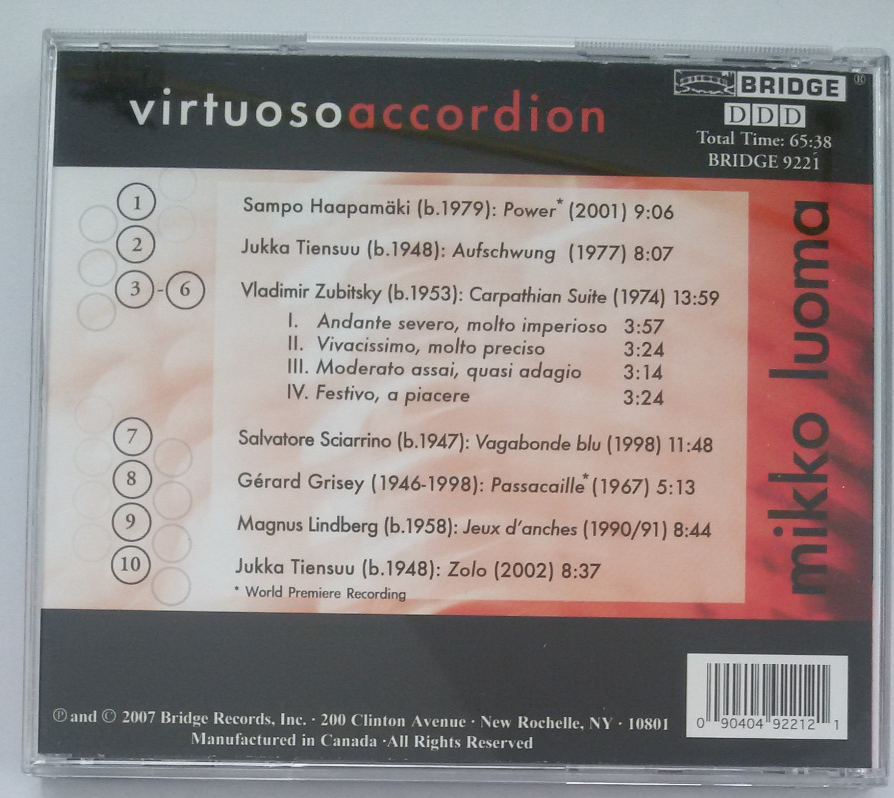 BRIDGE ®
virtuosoaccordion
DDD
Total Time: 65:38
BRIDGE 9221
1 Sampo Haapamäki (b.1979): Power* (2001) 9:06
2 Jukka Tiensuu (b.1948): Aufschwung (1977) 8:07
3 - 6 Vladimir Zubitsky (b.1953): Carpathian Suite (1974) 13:59
I. Andante severo, molto imperioso 3:57
II. Vivacissimo, molto preciso 3:24
III. Moderato assai, quasi adagio 3:14
IV. Festivo, a piacere 3:24
7 Salvatore Sciarrino (b.1947): Vagabonde blu (1998) 11:48
8 Gérard Grisey (1946-1998): Passacaille* (1967) 5:13
9 Magnus Lindberg (b.1958): Jeux d'anches (1990/91) 8:44
10 Jukka Tiensuu (b.1948): Zolo (2002) 8:37
* World Premiere Recording
mikko luoma
℗ and © 2007 Bridge Records, Inc. · 200 Clinton Avenue · New Rochelle, NY · 10801
Manufactured in Canada ·All Rights Reserved
0 90404 92212 1